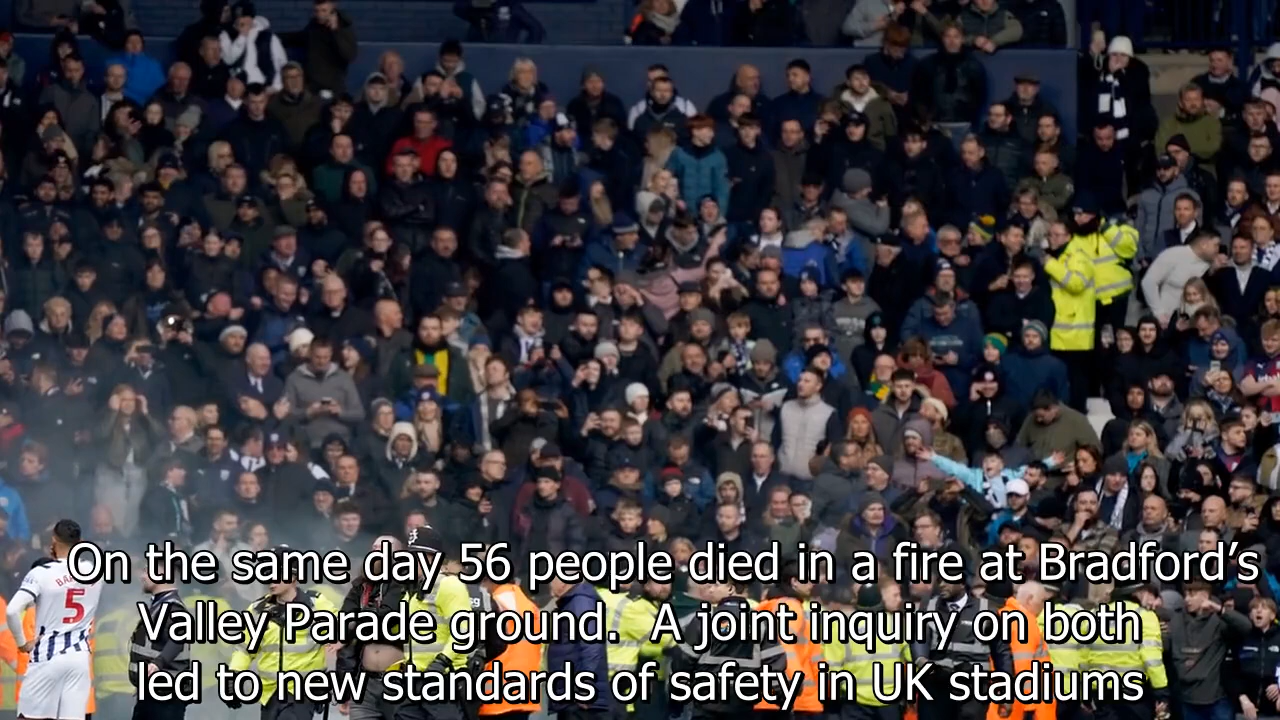 On the same day 56 people died in a fire at Bradford’s
Valley Parade ground.  A joint inquiry on both
led to new standards of safety in UK stadiums
5